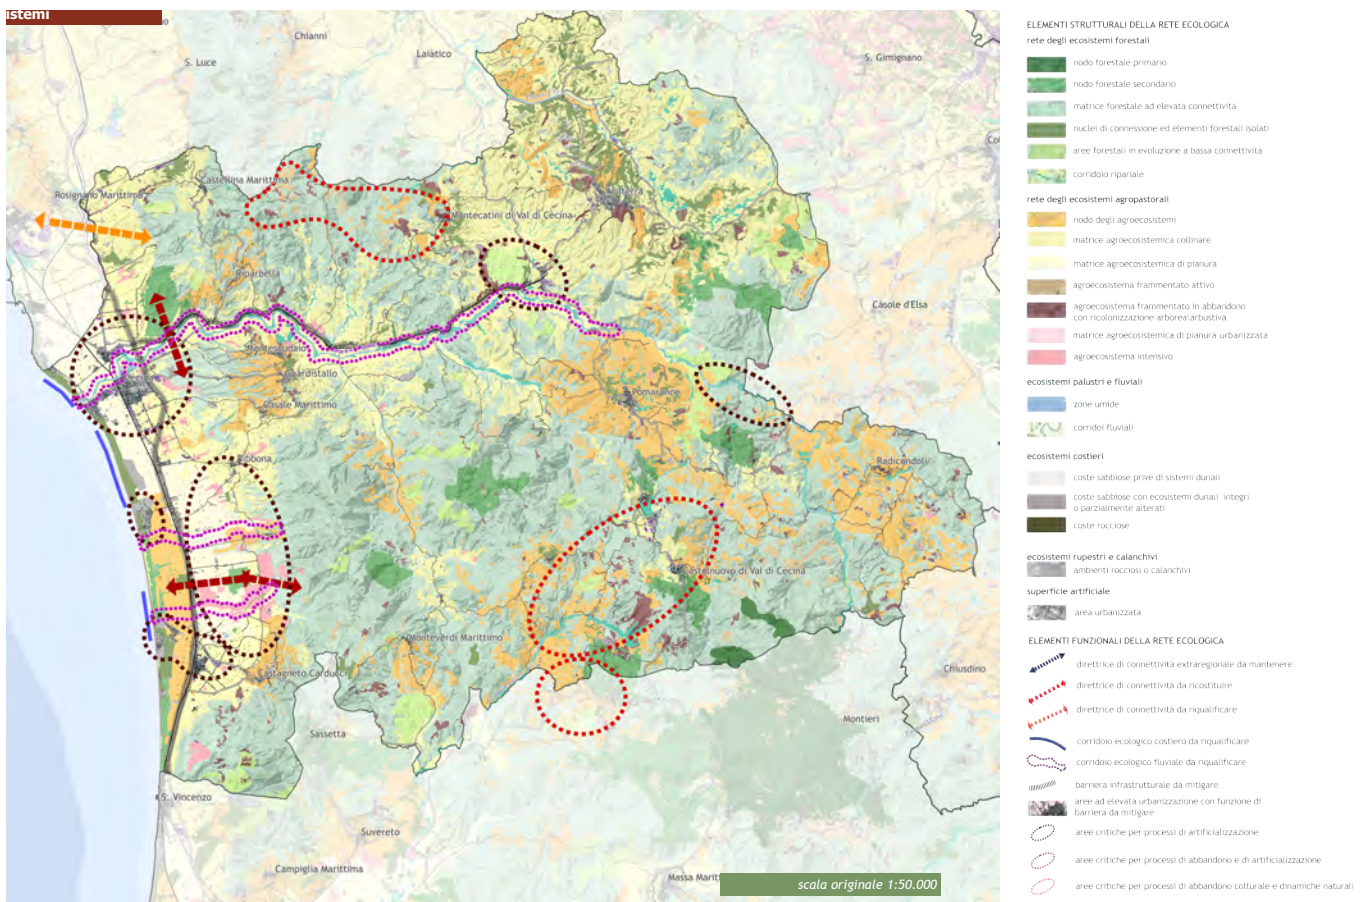 istemi
Chianni
S. Luce
Laiàtico
S. Gimignano
Castellina Marittima
Rosignano Marittimo
Volterra
Montecatini di Val di Cecina
Riparbella
Càsole d'Elsa
Montescudaio
Guardistallo
Casale Marittimo
Pomarance
Bibbona
Radicondoli
Castelnuovo di Val di Cecina
Monteverdi Marittimo
Castagneto Carducci
Chiusdino
Montieri
Sassetta
S. Vincenzo
Suvereto
Campiglia Marittima
Massa Marit
scala originale 1:50.000
ELEMENTI STRUTTURALI DELLA RETE ECOLOGICA
rete degli ecosistemi forestali
nodo forestale primario
nodo forestale secondario
matrice forestale ad elevata connettività
nuclei di connessione ed elementi forestali isolati
aree forestali in evoluzione a bassa connettività
corridoio ripariale
rete degli ecosistemi agropastorali
nodo degli agroecosistemi
matrice agroecosistemica collinare
matrice agroecosistemica di pianura
agroecosistema frammentato attivo
agroecosistema frammentato in abbandono
con ricolonizzazione arborea\arbustiva
matrice agroecosistemica di pianura urbanizzata
agroecosistema intensivo
ecosistemi palustri e fluviali
zone umide
corridoi fluviali
ecosistemi costieri
coste sabbiose prive di sistemi dunali
coste sabbiose con ecosistemi dunali integri
o parzialmente alterati
coste rocciose
ecosistemi rupestri e calanchivi
ambienti rocciosi o calanchivi
superficie artificiale
area urbanizzata
ELEMENTI FUNZIONALI DELLA RETE ECOLOGICA
direttrice di connettività extraregionale da mantenere
direttrice di connettività da ricostituire
direttrice di connettività da riqualificare
corridoio ecologico costiero da riqualificare
corridoio ecologico fluviale da riqualificare
barriera infrastrutturale da mitigare
aree ad elevata urbanizzazione con funzione di
barriera da mitigare
aree critiche per processi di artificializzazione
aree critiche per processi di abbandono e di artificializzazione
aree critiche per processi di abbandono colturale e dinamiche naturali